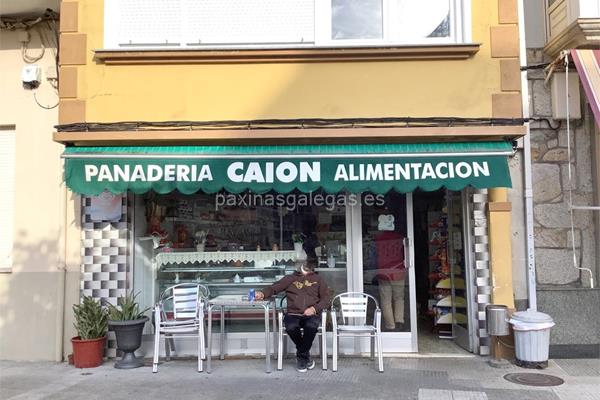 PANADERIA CAION ALIMENTACION
paxinasgalegas.es